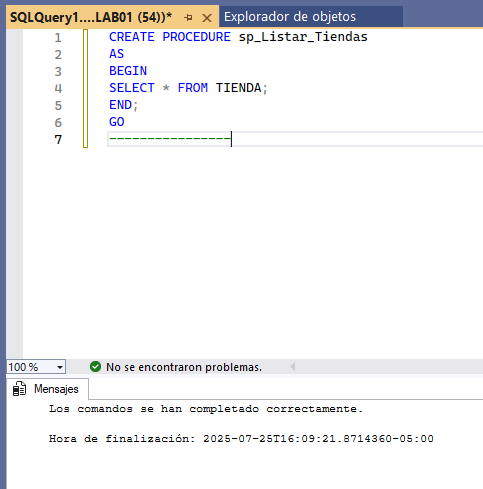 SQLQuery1....LAB01 (54))* Explorador de objetos
1 CREATE PROCEDURE sp_Listar_Tiendas
2 AS
3 BEGIN
4 SELECT * FROM TIENDA;
5 END;
6 GO
7 ----------------
100 % No se encontraron problemas.
Mensajes
Los comandos se han completado correctamente.
Hora de finalización: 2025-07-25T16:09:21.8714360-05:00